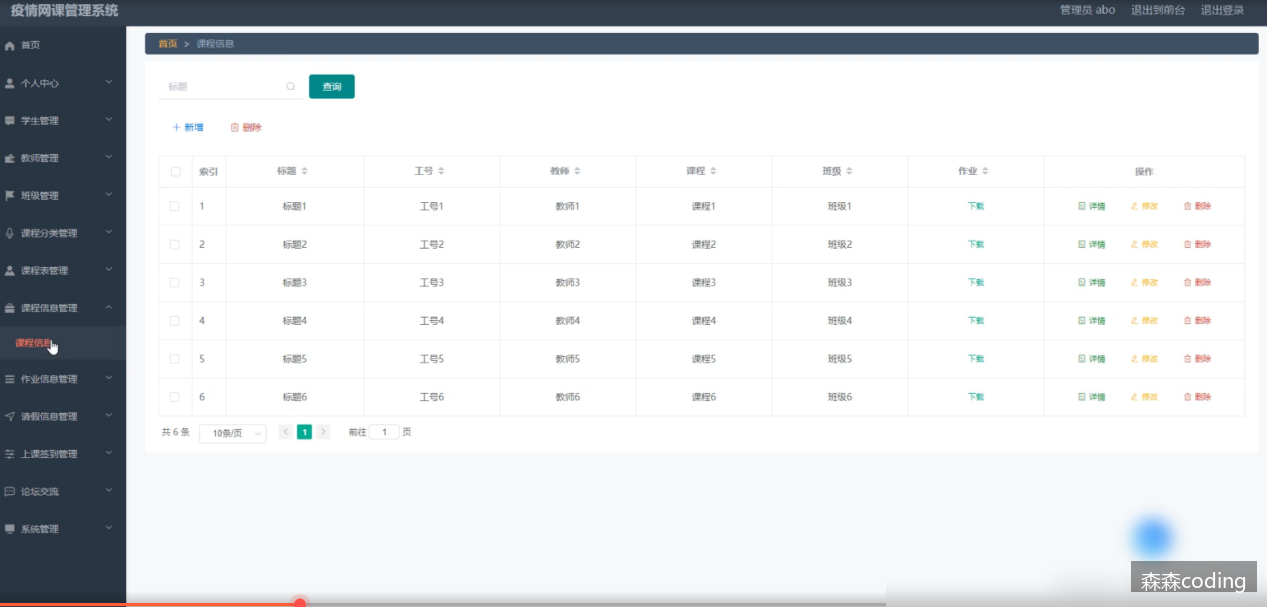 疫情网课管理系统
管理员 abo 退出到前台 退出登录
首页
个人中心
学生管理
教师管理
班级管理
课程分类管理
课程表管理
课程信息管理
课程信息
作业信息管理
请假信息管理
上课签到管理
论坛交流
系统管理
首页 > 课程信息
标题 查询
+ 新增 删除
索引 标题 工号 教师 课程 班级 作业 操作
1 标题1 工号1 教师1 课程1 班级1 下载 详情 修改 删除
2 标题2 工号2 教师2 课程2 班级2 下载 详情 修改 删除
3 标题3 工号3 教师3 课程3 班级3 下载 详情 修改 删除
4 标题4 工号4 教师4 课程4 班级4 下载 详情 修改 删除
5 标题5 工号5 教师5 课程5 班级5 下载 详情 修改 删除
6 标题6 工号6 教师6 课程6 班级6 下载 详情 修改 删除
共 6 条 10条/页 < 1 > 前往 1 页
森森coding